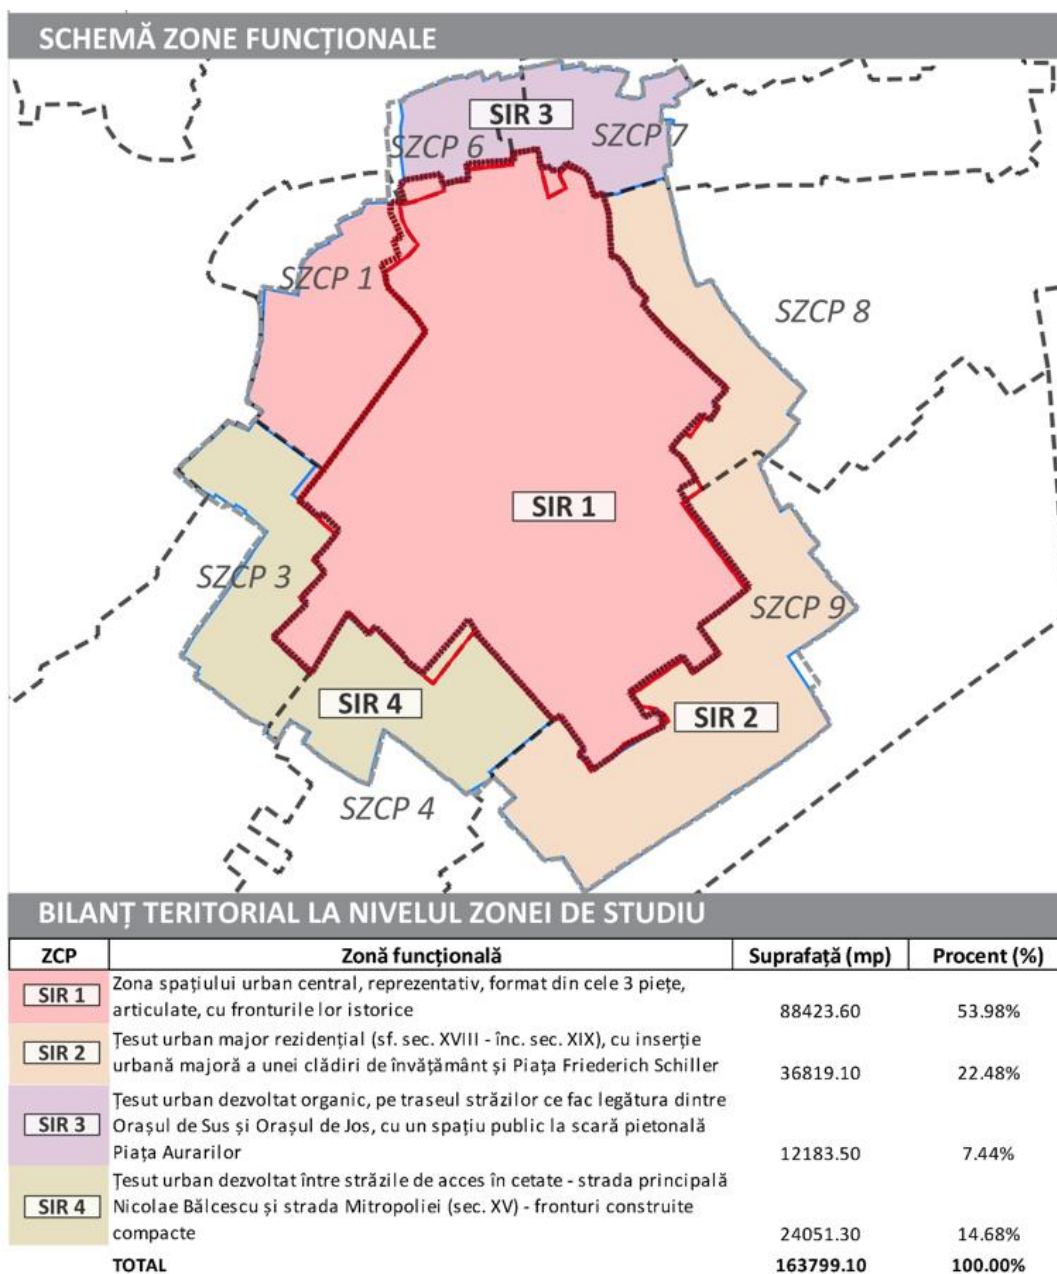 SCHEMĂ ZONE FUNCȚIONALE
SIR 3
SZCP 6
SZCP 7
SZCP 1
SZCP 8
SIR 1
SZCP 3
SZCP 9
SIR 4
SIR 2
SZCP 4
BILANȚ TERITORIAL LA NIVELUL ZONEI DE STUDIU
ZCP Zonă funcțională Suprafață (mp) Procent (%)
SIR 1 Zona spațiului urban central, reprezentativ, format din cele 3 piețe,
articulate, cu fronturile lor istorice 88423.60 53.98%
SIR 2 Țesut urban major rezidențial (sf. sec. XVIII - înc. sec. XIX), cu inserție
urbană majoră a unei clădiri de învățământ și Piața Friederich Schiller 36819.10 22.48%
Țesut urban dezvoltat organic, pe traseul străzilor ce fac legătura dintre
SIR 3 Orașul de Sus și Orașul de Jos, cu un spațiu public la scară pietonală
Piața Aurarilor 12183.50 7.44%
Țesut urban dezvoltat între străzile de acces în cetate - strada principală
SIR 4 Nicolae Bălcescu și strada Mitropoliei (sec. XV) - fronturi construite
compacte 24051.30 14.68%
TOTAL 163799.10 100.00%